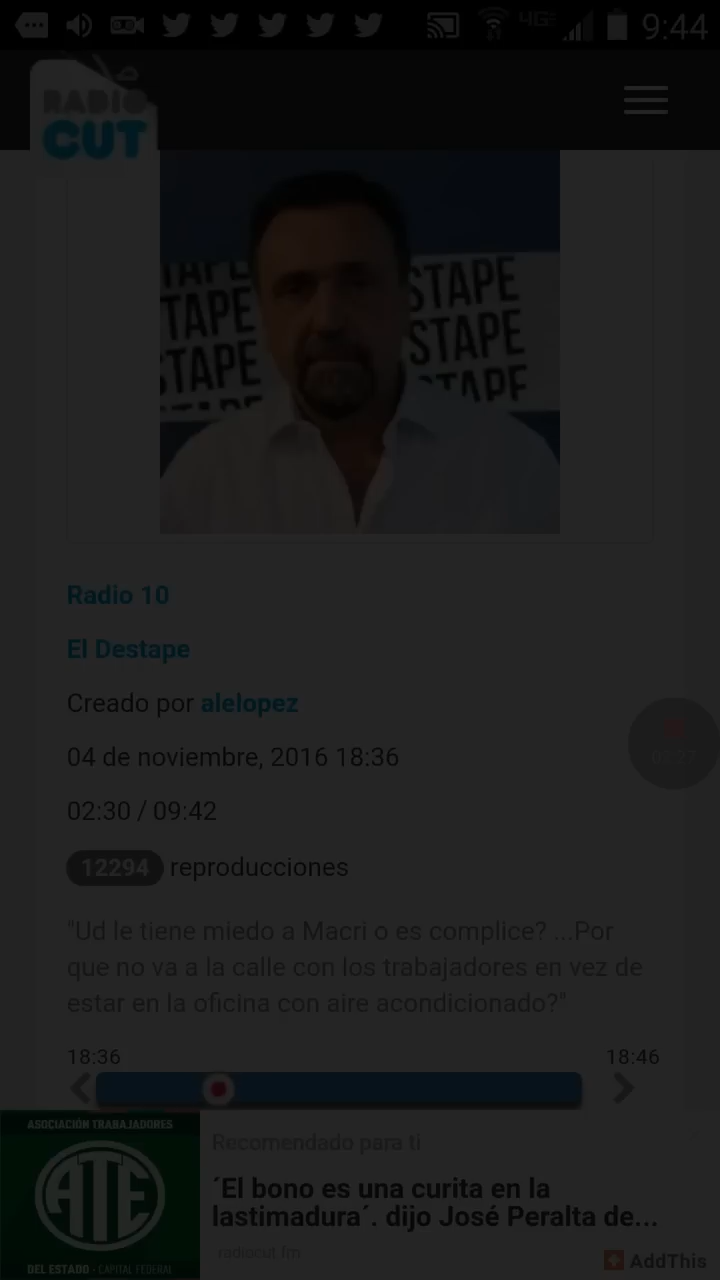 4G
9:44
RADIO
CUT
TAPE
STAPE
TAPE
STAPE
STAPE
STAPE
TAPE
Radio 10
El Destape
Creado por alelopez
04 de noviembre, 2016 18:36
02:30 / 09:42
12294 reproducciones
"Ud le tiene miedo a Macri o es complice? ...Por
que no va a la calle con los trabajadores en vez de
estar en la oficina con aire acondicionado?"
18:36
18:46
ASOCIACIÓN TRABAJADORES
ATE
DEL ESTADO - CAPITAL FEDERAL
Recomendado para ti
´El bono es una curita en la
lastimadura´. dijo José Peralta de...
radiocut.fm
AddThis